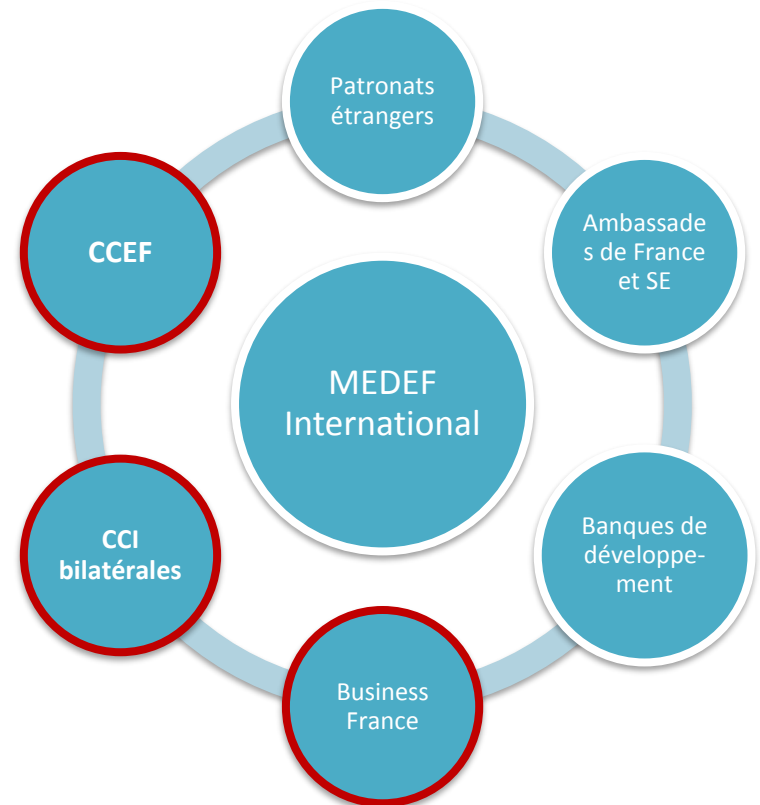 Patronats
étrangers
CCEF
Ambassade
s de France
et SE
MEDEF
International
CCI
bilatérales
Banques de
développe-
ment
Business
France